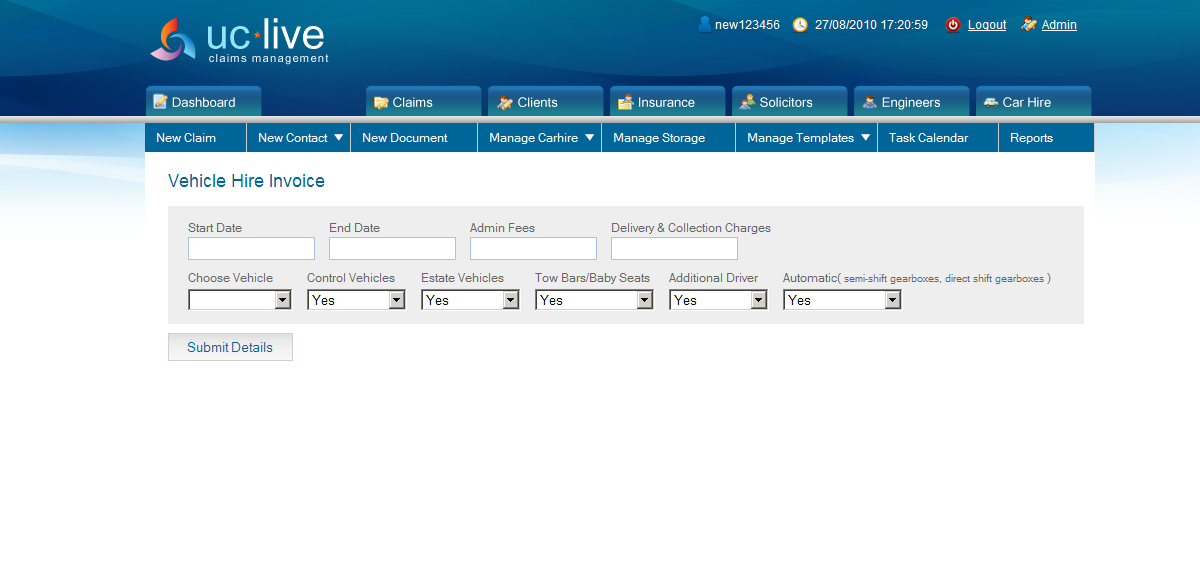 uc live
claims management
new123456 27/08/2010 17:20:59 Logout Admin
Dashboard Claims Clients Insurance Solicitors Engineers Car Hire
New Claim New Contact New Document Manage Carhire Manage Storage Manage Templates Task Calendar Reports
Vehicle Hire Invoice
Start Date End Date Admin Fees Delivery & Collection Charges
Choose Vehicle Control Vehicles Estate Vehicles Tow Bars/Baby Seats Additional Driver Automatic( semi-shift gearboxes, direct shift gearboxes )
Yes Yes Yes Yes Yes
Submit Details